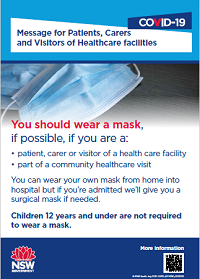 COVID-19
Message for Patients, Carers
and Visitors of Healthcare facilities
You should wear a mask,
if possible, if you are a:
• patient, carer or visitor of a health care facility
• part of a community healthcare visit
You can wear your own mask from home into
hospital but if you're admitted we'll give you a
surgical mask if needed.
Children 12 years and under are not required
to wear a mask.
More information
NSW
GOVERNMENT